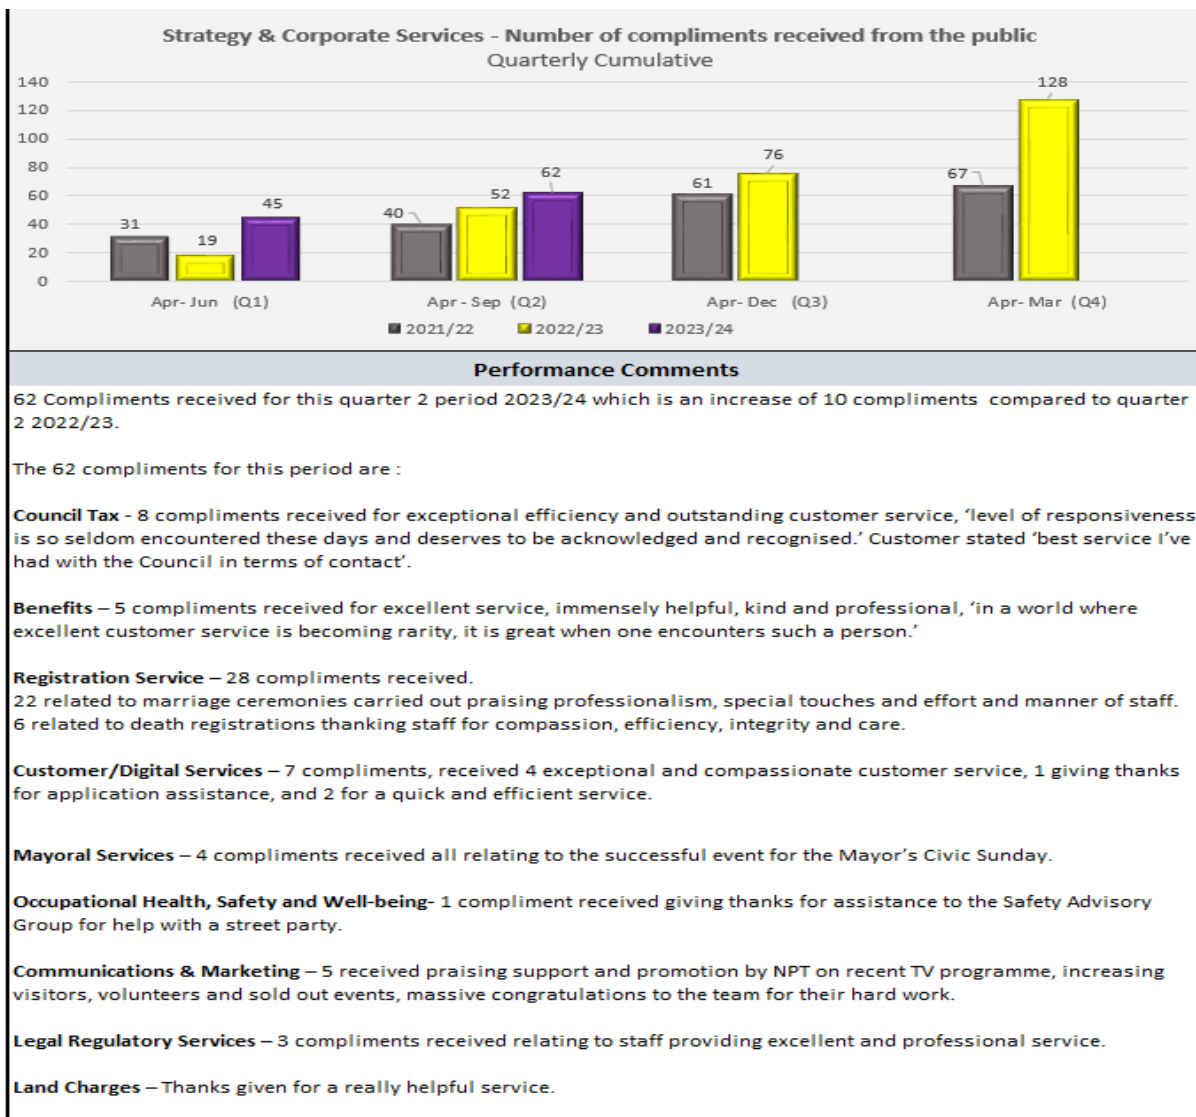 Strategy & Corporate Services - Number of compliments received from the public
Quarterly Cumulative
140
120
100
80
60
40
20
0
31
19
45
40
52
62
61
76
67
128
Apr- Jun (Q1)
Apr - Sep (Q2)
Apr- Dec (Q3)
Apr- Mar (Q4)
2021/22
2022/23
2023/24
Performance Comments
62 Compliments received for this quarter 2 period 2023/24 which is an increase of 10 compliments compared to quarter
2 2022/23.
The 62 compliments for this period are :
Council Tax - 8 compliments received for exceptional efficiency and outstanding customer service, ‘level of responsiveness
is so seldom encountered these days and deserves to be acknowledged and recognised.’ Customer stated ‘best service I’ve
had with the Council in terms of contact’.
Benefits – 5 compliments received for excellent service, immensely helpful, kind and professional, ‘in a world where
excellent customer service is becoming rarity, it is great when one encounters such a person.’
Registration Service – 28 compliments received.
22 related to marriage ceremonies carried out praising professionalism, special touches and effort and manner of staff.
6 related to death registrations thanking staff for compassion, efficiency, integrity and care.
Customer/Digital Services – 7 compliments, received 4 exceptional and compassionate customer service, 1 giving thanks
for application assistance, and 2 for a quick and efficient service.
Mayoral Services – 4 compliments received all relating to the successful event for the Mayor’s Civic Sunday.
Occupational Health, Safety and Well-being- 1 compliment received giving thanks for assistance to the Safety Advisory
Group for help with a street party.
Communications & Marketing – 5 received praising support and promotion by NPT on recent TV programme, increasing
visitors, volunteers and sold out events, massive congratulations to the team for their hard work.
Legal Regulatory Services – 3 compliments received relating to staff providing excellent and professional service.
Land Charges – Thanks given for a really helpful service.